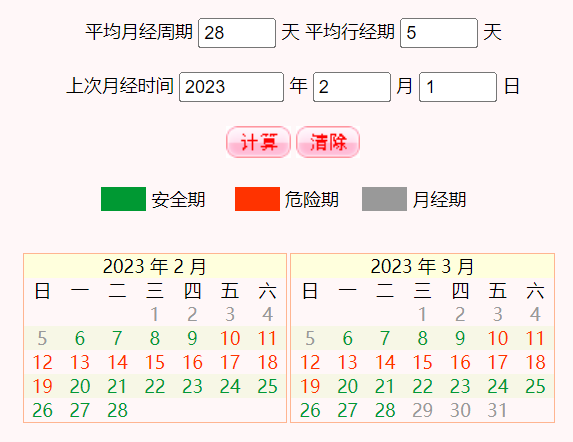 平均月经周期 28 天 平均行经期 5 天
上次月经时间 2023 年 2 月 1 日
计算 清除
安全期 危险期 月经期
2023 年 2 月
日 一 二 三 四 五 六
1 2 3 4
5 6 7 8 9 10 11
12 13 14 15 16 17 18
19 20 21 22 23 24 25
26 27 28
2023 年 3 月
日 一 二 三 四 五 六
1 2 3 4
5 6 7 8 9 10 11
12 13 14 15 16 17 18
19 20 21 22 23 24 25
26 27 28 29 30 31